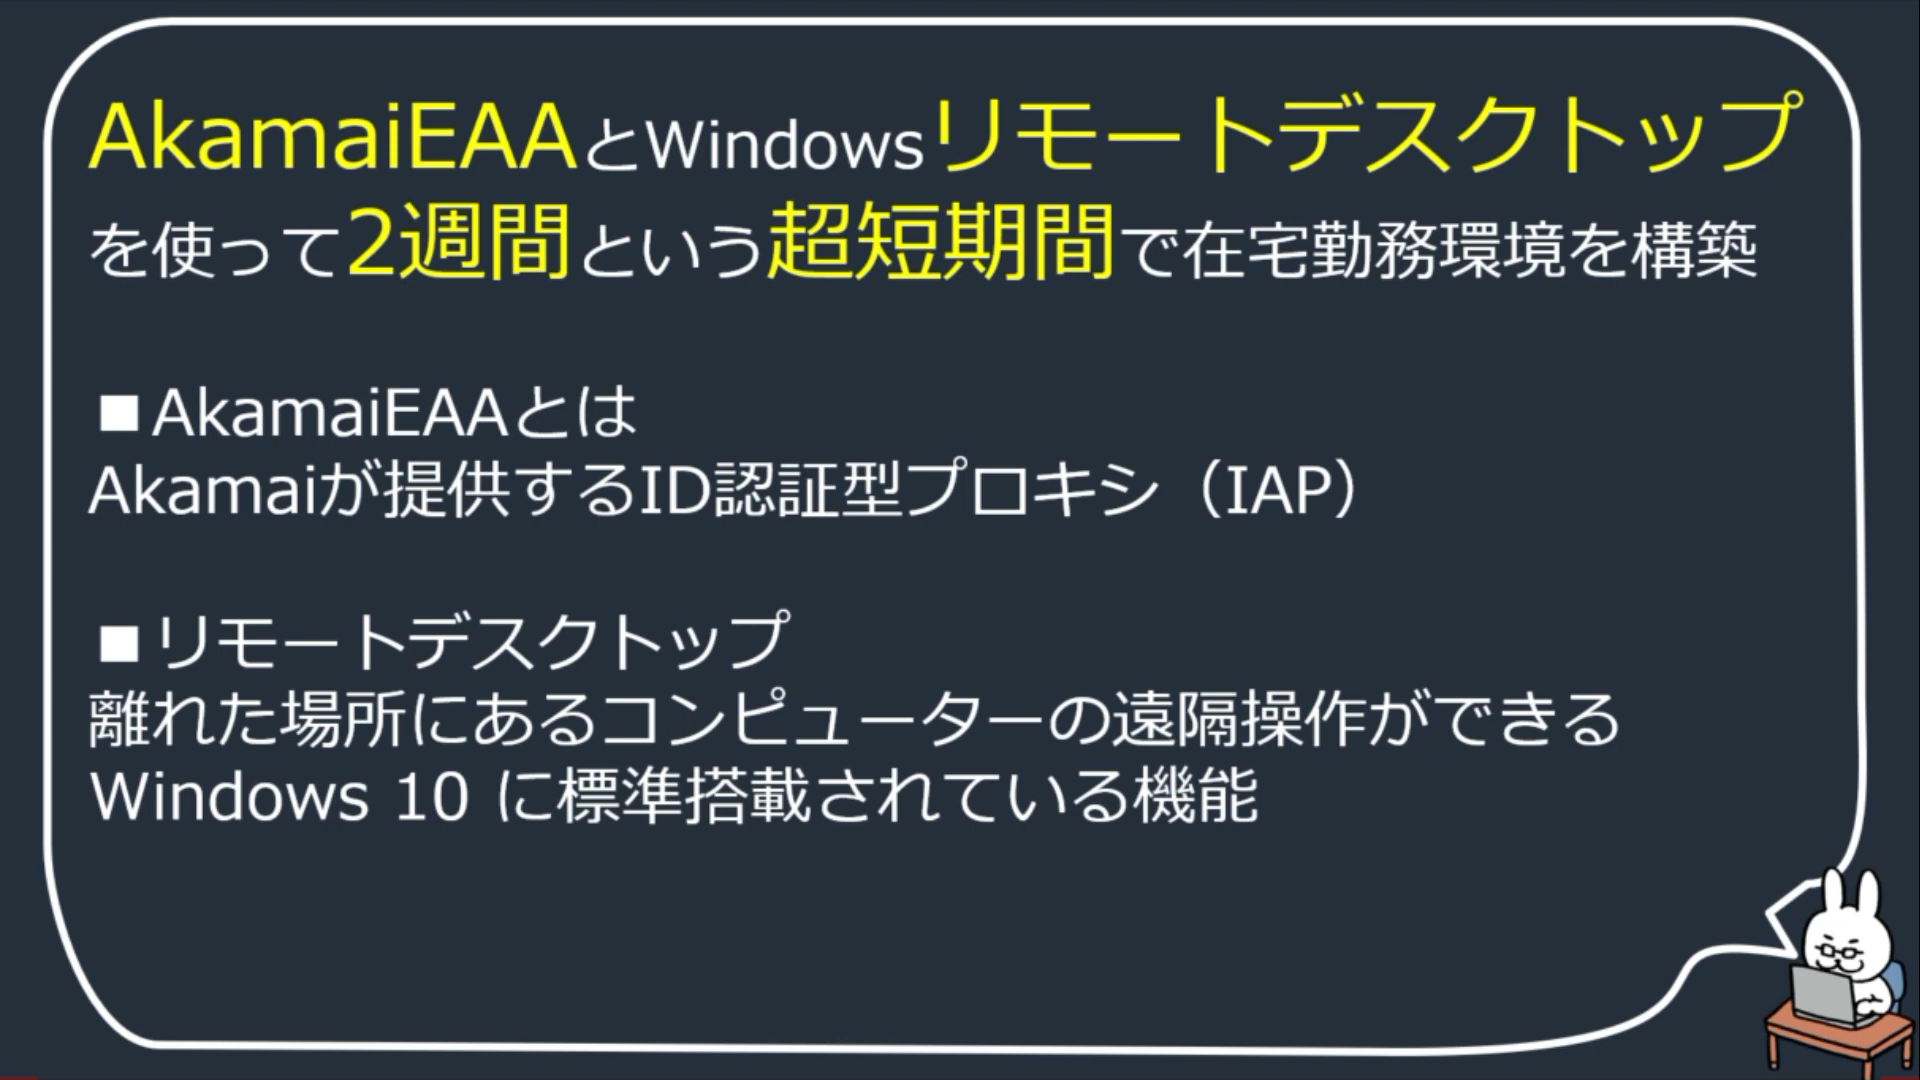 AkamaiEAAとWindowsリモートデスクトップ
を使って2週間という超短期間で在宅勤務環境を構築
■AkamaiEAAとは
Akamaiが提供するID認証型プロキシ（IAP）
■リモートデスクトップ
離れた場所にあるコンピューターの遠隔操作ができる
Windows 10 に標準搭載されている機能